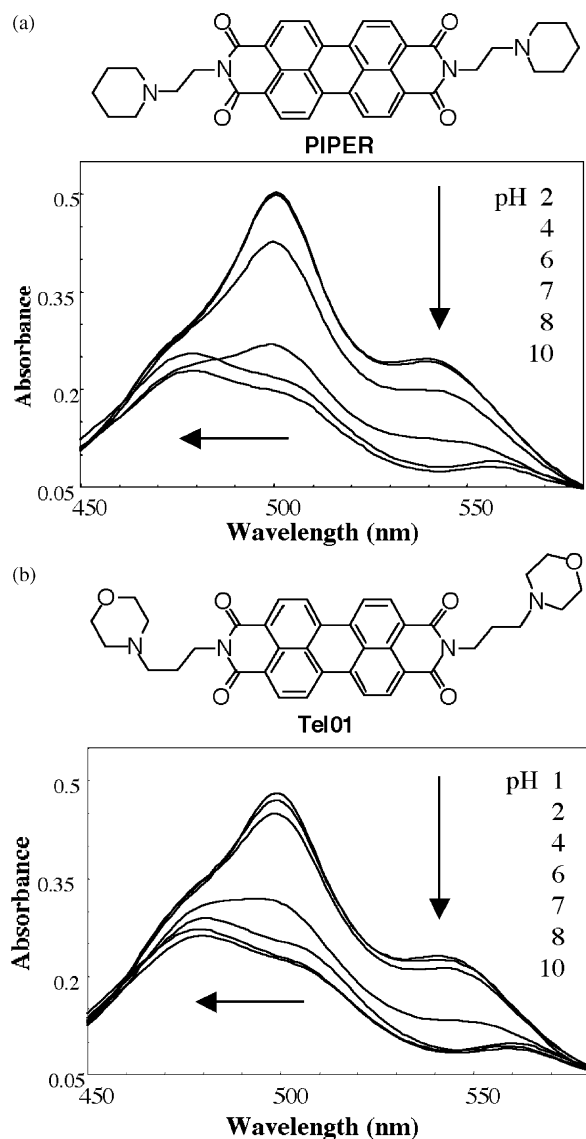 (a)
O
O
N
N
N
N
O
O
PIPER
0.5
0.35
0.2
0.05
Absorbance
pH 2
4
6
7
8
10
450
500
550
Wavelength (nm)
(b)
O
O
O
O
N
N
N
N
O
O
Tel01
0.5
0.35
0.2
0.05
Absorbance
pH 1
2
4
6
7
8
10
450
500
550
Wavelength (nm)